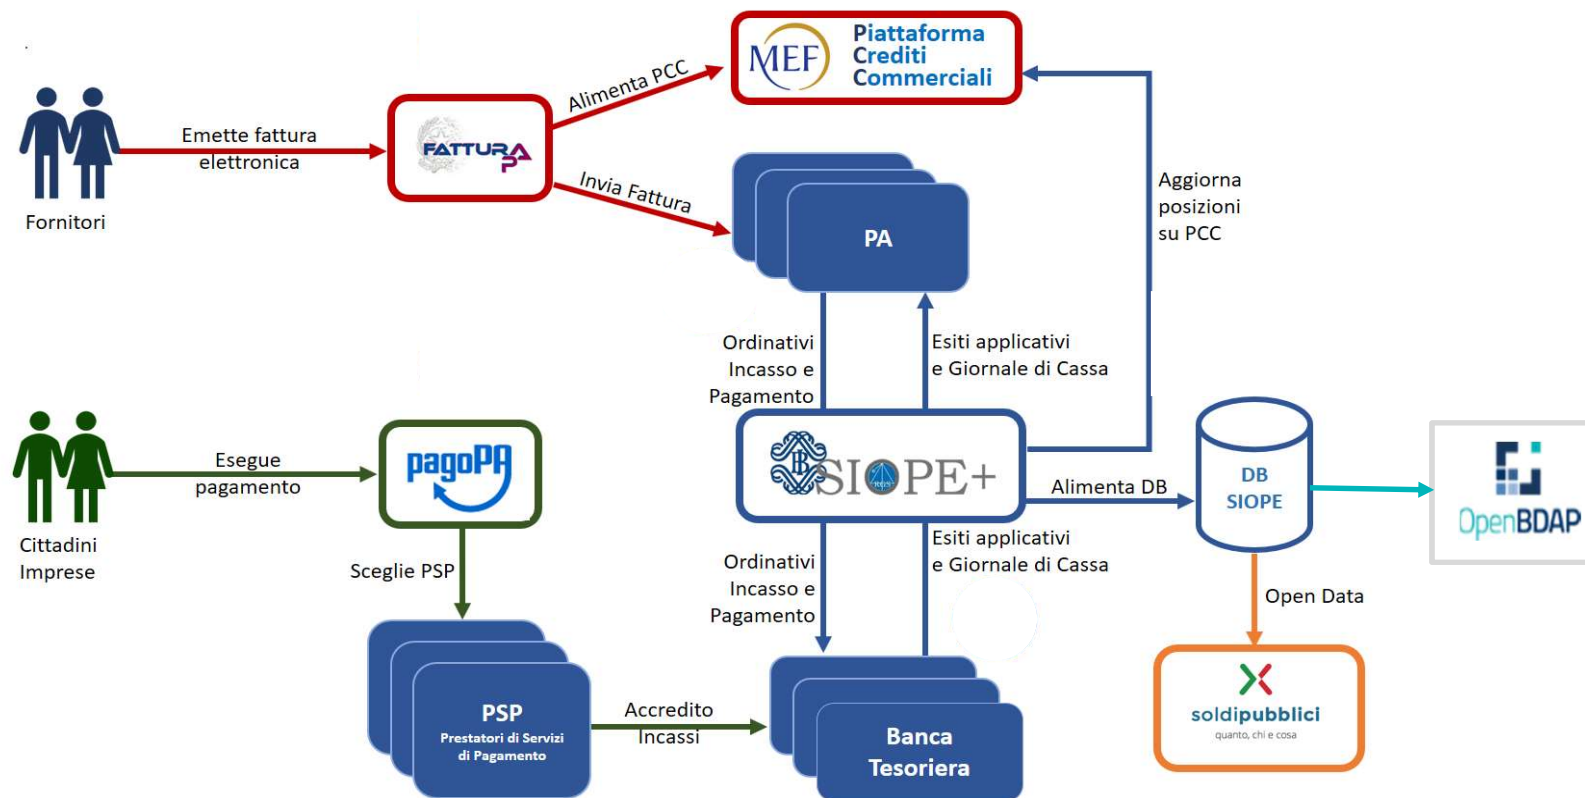 MEF
Piattaforma
Crediti
Commerciali
Alimenta PCC
Emette fattura
elettronica
FATTURA
PA
Invia Fattura
Fornitori
PA
Aggiorna
posizioni
su PCC
Ordinativi
Incasso e
Pagamento
Esiti applicativi
e Giornale di Cassa
Esegue
pagamento
pagoPA
SIOPE+
Alimenta DB
DB
SIOPE
OpenBDAP
Cittadini
Imprese
Sceglie PSP
Ordinativi
Incasso e
Pagamento
Esiti applicativi
e Giornale di Cassa
Open Data
PSP
Prestatori di Servizi
di Pagamento
Accredito
Incassi
Banca
Tesoriera
soldipubblici
quanto, chi e cosa